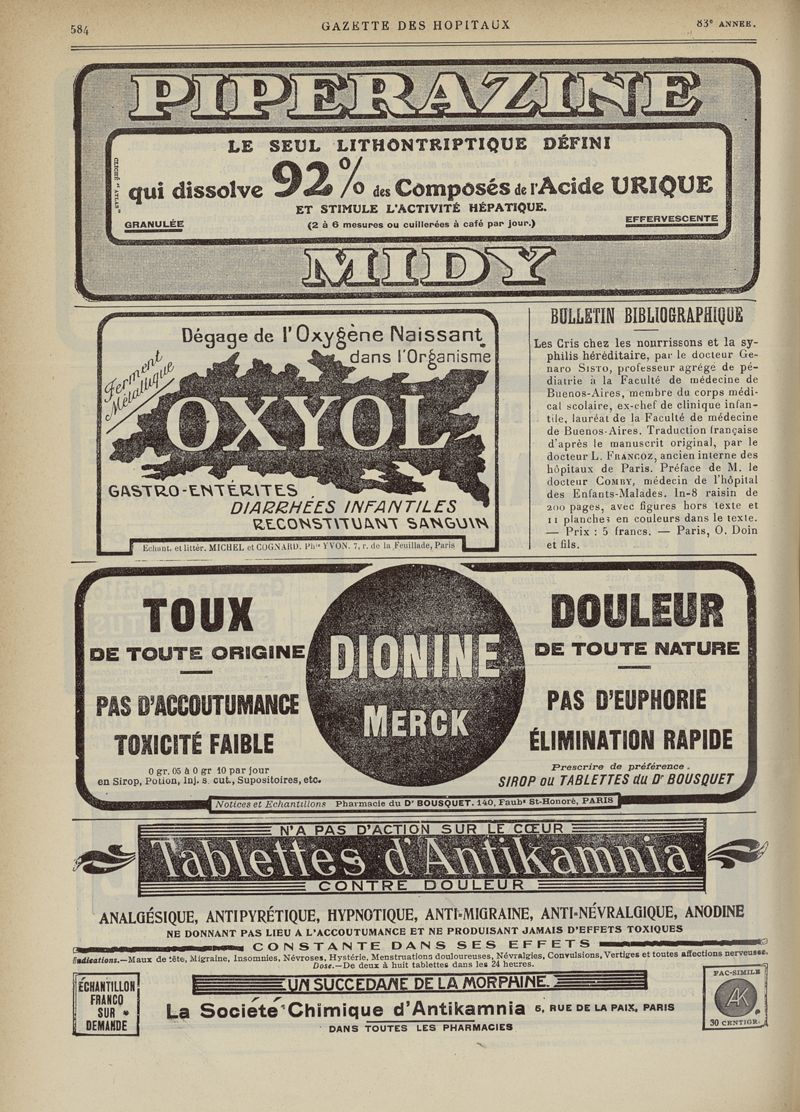 584
GAZETTE DES HOPITAUX
83e ANNEE.
PIPERAZINE
LE SEUL LITHONTRIPTIQUE DÉFINI
qui dissolve 92 % des Composés de l'Acide URIQUE
ET STIMULE L'ACTIVITÉ HÉPATIQUE.
GRANULÉE
(2 à 6 mesures ou cuillerées à café par jour.)
EFFERVESCENTE
MIDY
Dégage de l'Oxygène Naissant
dans l'Organisme
Ferment
Métallique
OXYOL
GASTRO-ENTÉRITES
DIARRHÉES INFANTILES
RECONSTITUANT SANGUIN
Echant. et littér. MICHEL et COGNARD. Phie YVON. 7, r. de la Feuillade, Paris
BULLETIN BIBLIOGRAPHIQUE
Les Cris chez les nourrissons et la sy-
philis héréditaire, par le docteur Ge-
naro SISTO, professeur agrégé de pé-
diatrie à la Faculté de médecine de
Buenos-Aires, membre du corps médi-
cal scolaire, ex-chef de clinique infan-
tile, lauréat de la Faculté de médecine
de Buenos-Aires. Traduction française
d'après le manuscrit original, par le
docteur L. FRANCOZ, ancien interne des
hôpitaux de Paris. Préface de M. le
docteur COMBY, médecin de l'hôpital
des Enfants-Malades. In-8 raisin de
200 pages, avec figures hors texte et
11 planches en couleurs dans le texte.
— Prix : 5 francs. — Paris, O. Doin
et fils.
TOUX
DE TOUTE ORIGINE
PAS D'ACCOUTUMANCE
TOXICITÉ FAIBLE
0 gr. 05 à 0 gr 10 par jour
en Sirop, Potion, Inj. s. cut., Supositoires, etc.
DIONINE
MERCK
DOULEUR
DE TOUTE NATURE
PAS D'EUPHORIE
ÉLIMINATION RAPIDE
Prescrire de préférence.
SIROP ou TABLETTES du Dr BOUSQUET
Notices et Echantillons Pharmacie du Dr BOUSQUET. 140, Faubg St-Honoré, PARIS
N'A PAS D'ACTION SUR LE CŒUR
Tablettes d'Antikamnia
CONTRE DOULEUR
ANALGÉSIQUE, ANTIPYRÉTIQUE, HYPNOTIQUE, ANTI-MIGRAINE, ANTI-NÉVRALGIQUE, ANODINE
NE DONNANT PAS LIEU A L'ACCOUTUMANCE ET NE PRODUISANT JAMAIS D'EFFETS TOXIQUES
CONSTANTE DANS SES EFFETS
Indications.—Maux de tête, Migraine, Insomnies, Névroses, Hystérie, Menstruations douloureuses, Névralgies, Convulsions, Vertiges et toutes affections nerveuses.
Dose.—De deux à huit tablettes dans les 24 heures.
ÉCHANTILLON
FRANCO
SUR
DEMANDE
UN SUCCÉDANÉ DE LA MORPHINE.
La Société Chimique d'Antikamnia 6, RUE DE LA PAIX, PARIS
DANS TOUTES LES PHARMACIES
FAC-SIMILE
AK
30 CENTIGR.